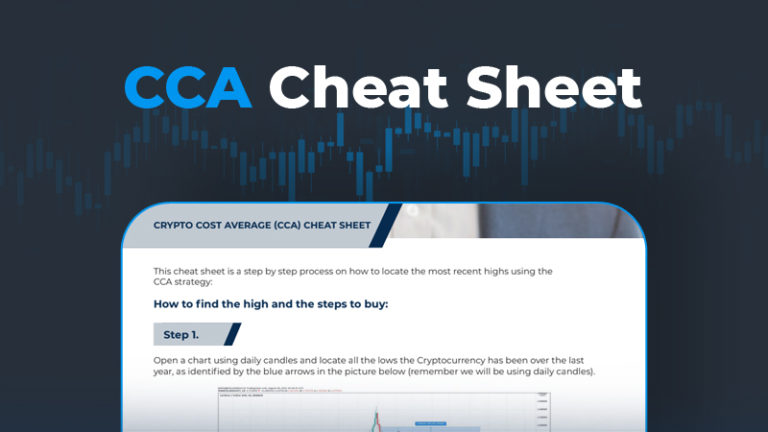 CCA Cheat Sheet
CRYPTO COST AVERAGE (CCA) CHEAT SHEET
This cheat sheet is a step by step process on how to locate the most recent highs using the
CCA strategy:
How to find the high and the steps to buy:
Step 1.
Open a chart using daily candles and locate all the lows the Cryptocurrency has been over the last
year, as identified by the blue arrows in the picture below (remember we will be using daily candles).